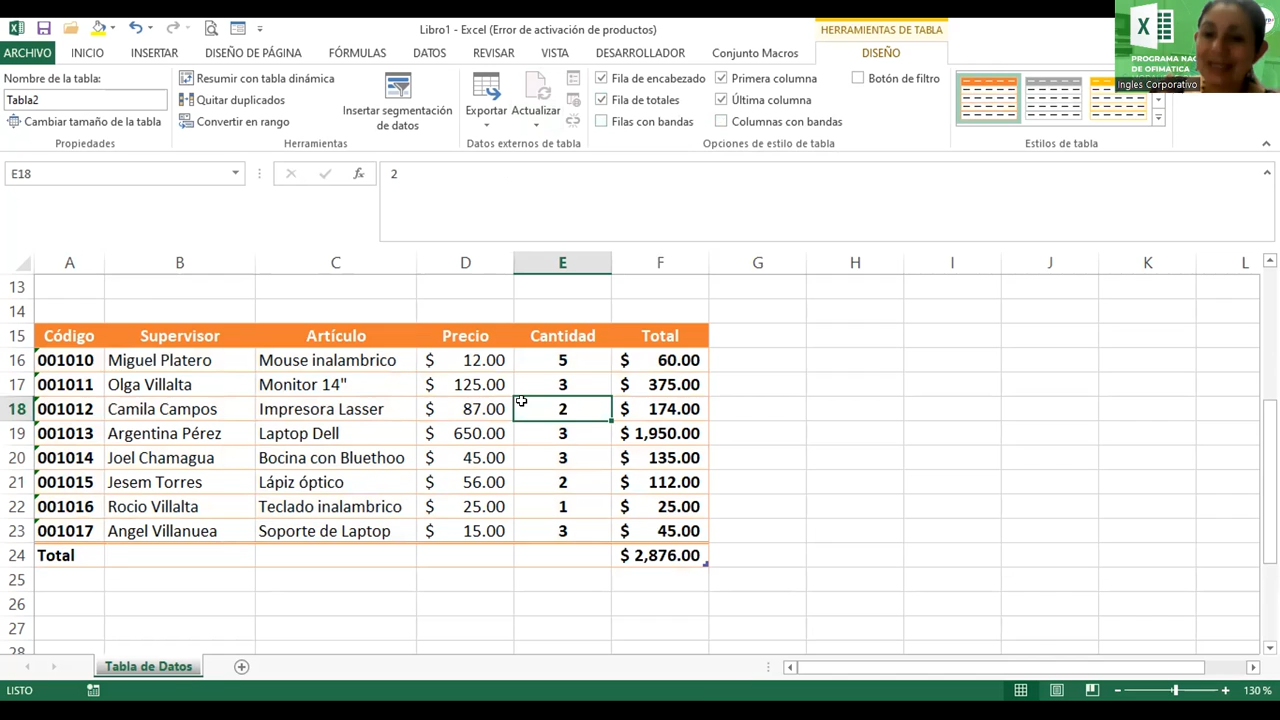 Libro1 - Excel (Error de activación de productos)
HERRAMIENTAS DE TABLA
ARCHIVO INICIO INSERTAR DISEÑO DE PÁGINA FÓRMULAS DATOS REVISAR VISTA DESARROLLADOR Conjunto Macros DISEÑO
PROGRAMA
DE OFIMÁTICA
Ingles Corporativo
Nombre de la tabla:
Tabla2
Cambiar tamaño de la tabla
Propiedades
Resumir con tabla dinámica
Quitar duplicados
Convertir en rango
Insertar segmentación
de datos
Herramientas
Exportar Actualizar
Datos externos de tabla
Fila de encabezado Primera columna Botón de filtro
Fila de totales Última columna
Filas con bandas Columnas con bandas
Opciones de estilo de tabla
Estilos de tabla
E18 fx 2
A B C D E F G H I J K L
13
14
15 Código Supervisor Artículo Precio Cantidad Total
16 001010 Miguel Platero Mouse inalambrico $ 12.00 5 $ 60.00
17 001011 Olga Villalta Monitor 14" $ 125.00 3 $ 375.00
18 001012 Camila Campos Impresora Lasser $ 87.00 2 $ 174.00
19 001013 Argentina Pérez Laptop Dell $ 650.00 3 $ 1,950.00
20 001014 Joel Chamagua Bocina con Bluethoo $ 45.00 3 $ 135.00
21 001015 Jesem Torres Lápiz óptico $ 56.00 2 $ 112.00
22 001016 Rocio Villalta Teclado inalambrico $ 25.00 1 $ 25.00
23 001017 Angel Villanuea Soporte de Laptop $ 15.00 3 $ 45.00
24 Total $ 2,876.00
25
26
27
28
Tabla de Datos
LISTO 130 %